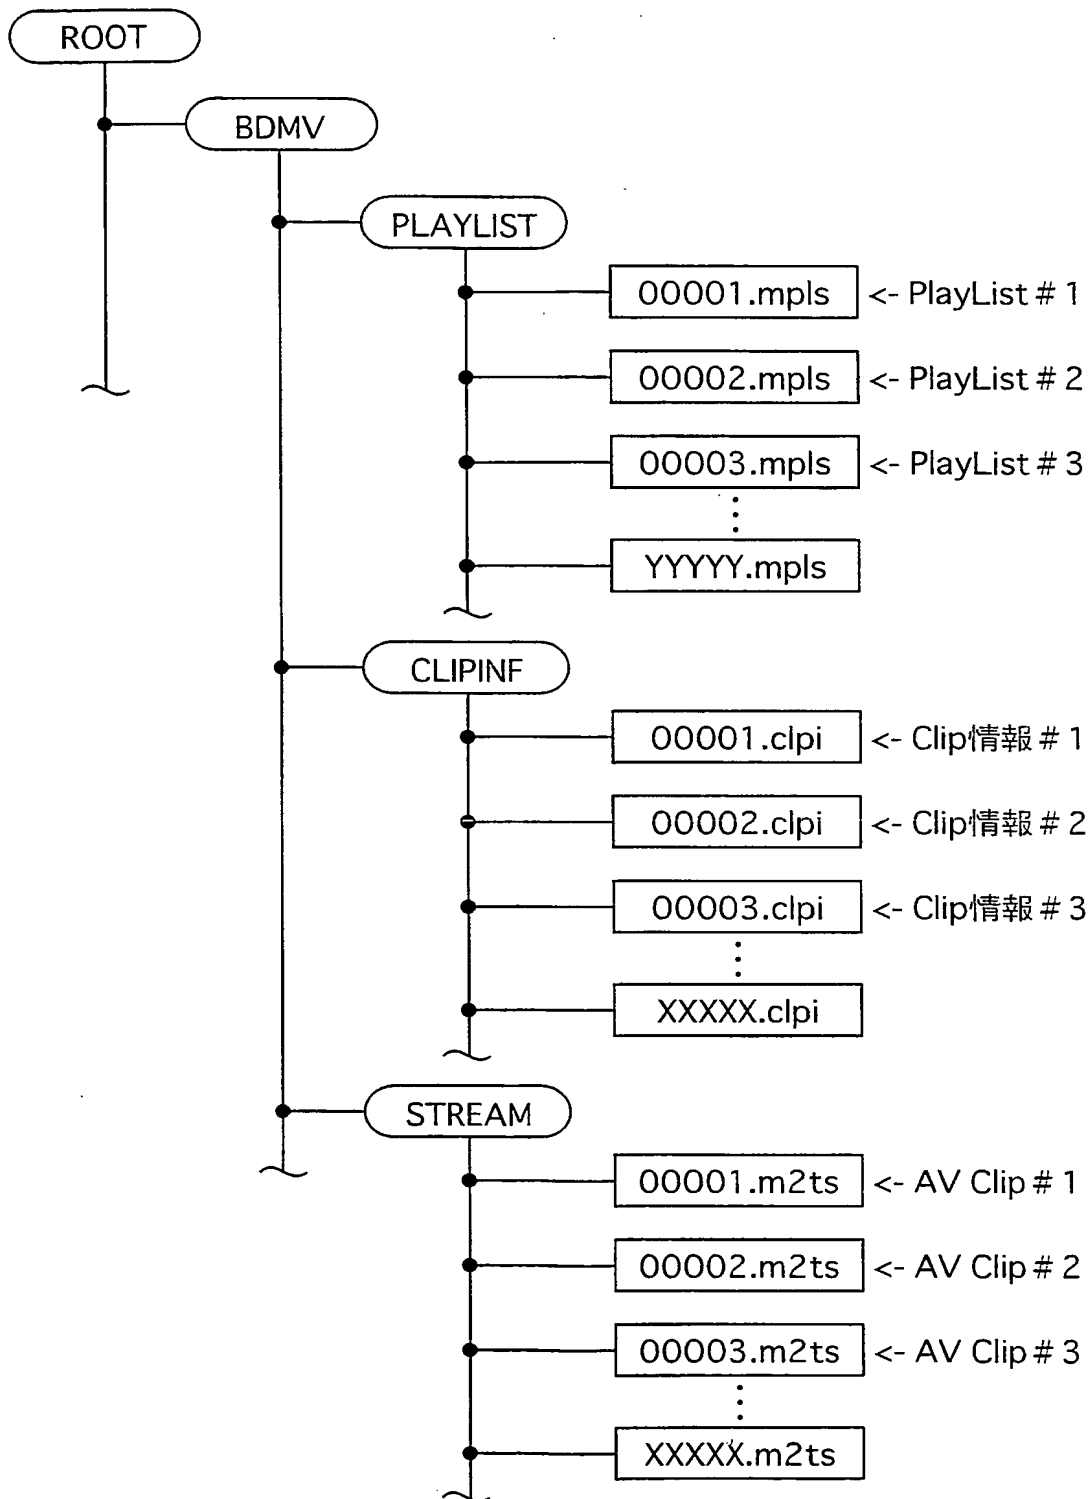 ROOT
BDMV
PLAYLIST
00001.mpls <- PlayList # 1
00002.mpls <- PlayList # 2
00003.mpls <- PlayList # 3
YYYYY.mpls
CLIPINF
00001.clpi <- Clip情報 # 1
00002.clpi <- Clip情報 # 2
00003.clpi <- Clip情報 # 3
XXXXX.clpi
STREAM
00001.m2ts <- AV Clip # 1
00002.m2ts <- AV Clip # 2
00003.m2ts <- AV Clip # 3
XXXXX.m2ts